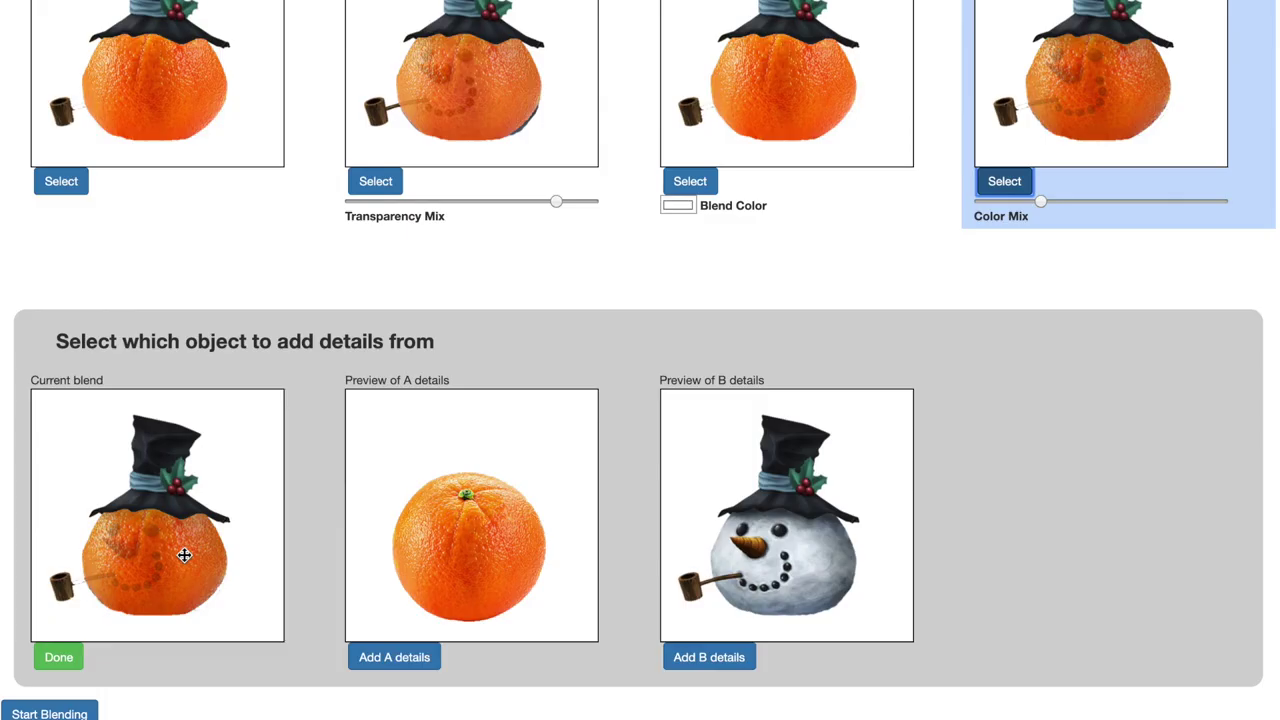 Select
Select
Select
Select
Transparency Mix
Blend Color
Color Mix
Select which object to add details from
Current blend
Preview of A details
Preview of B details
Done
Add A details
Add B details
Start Blending